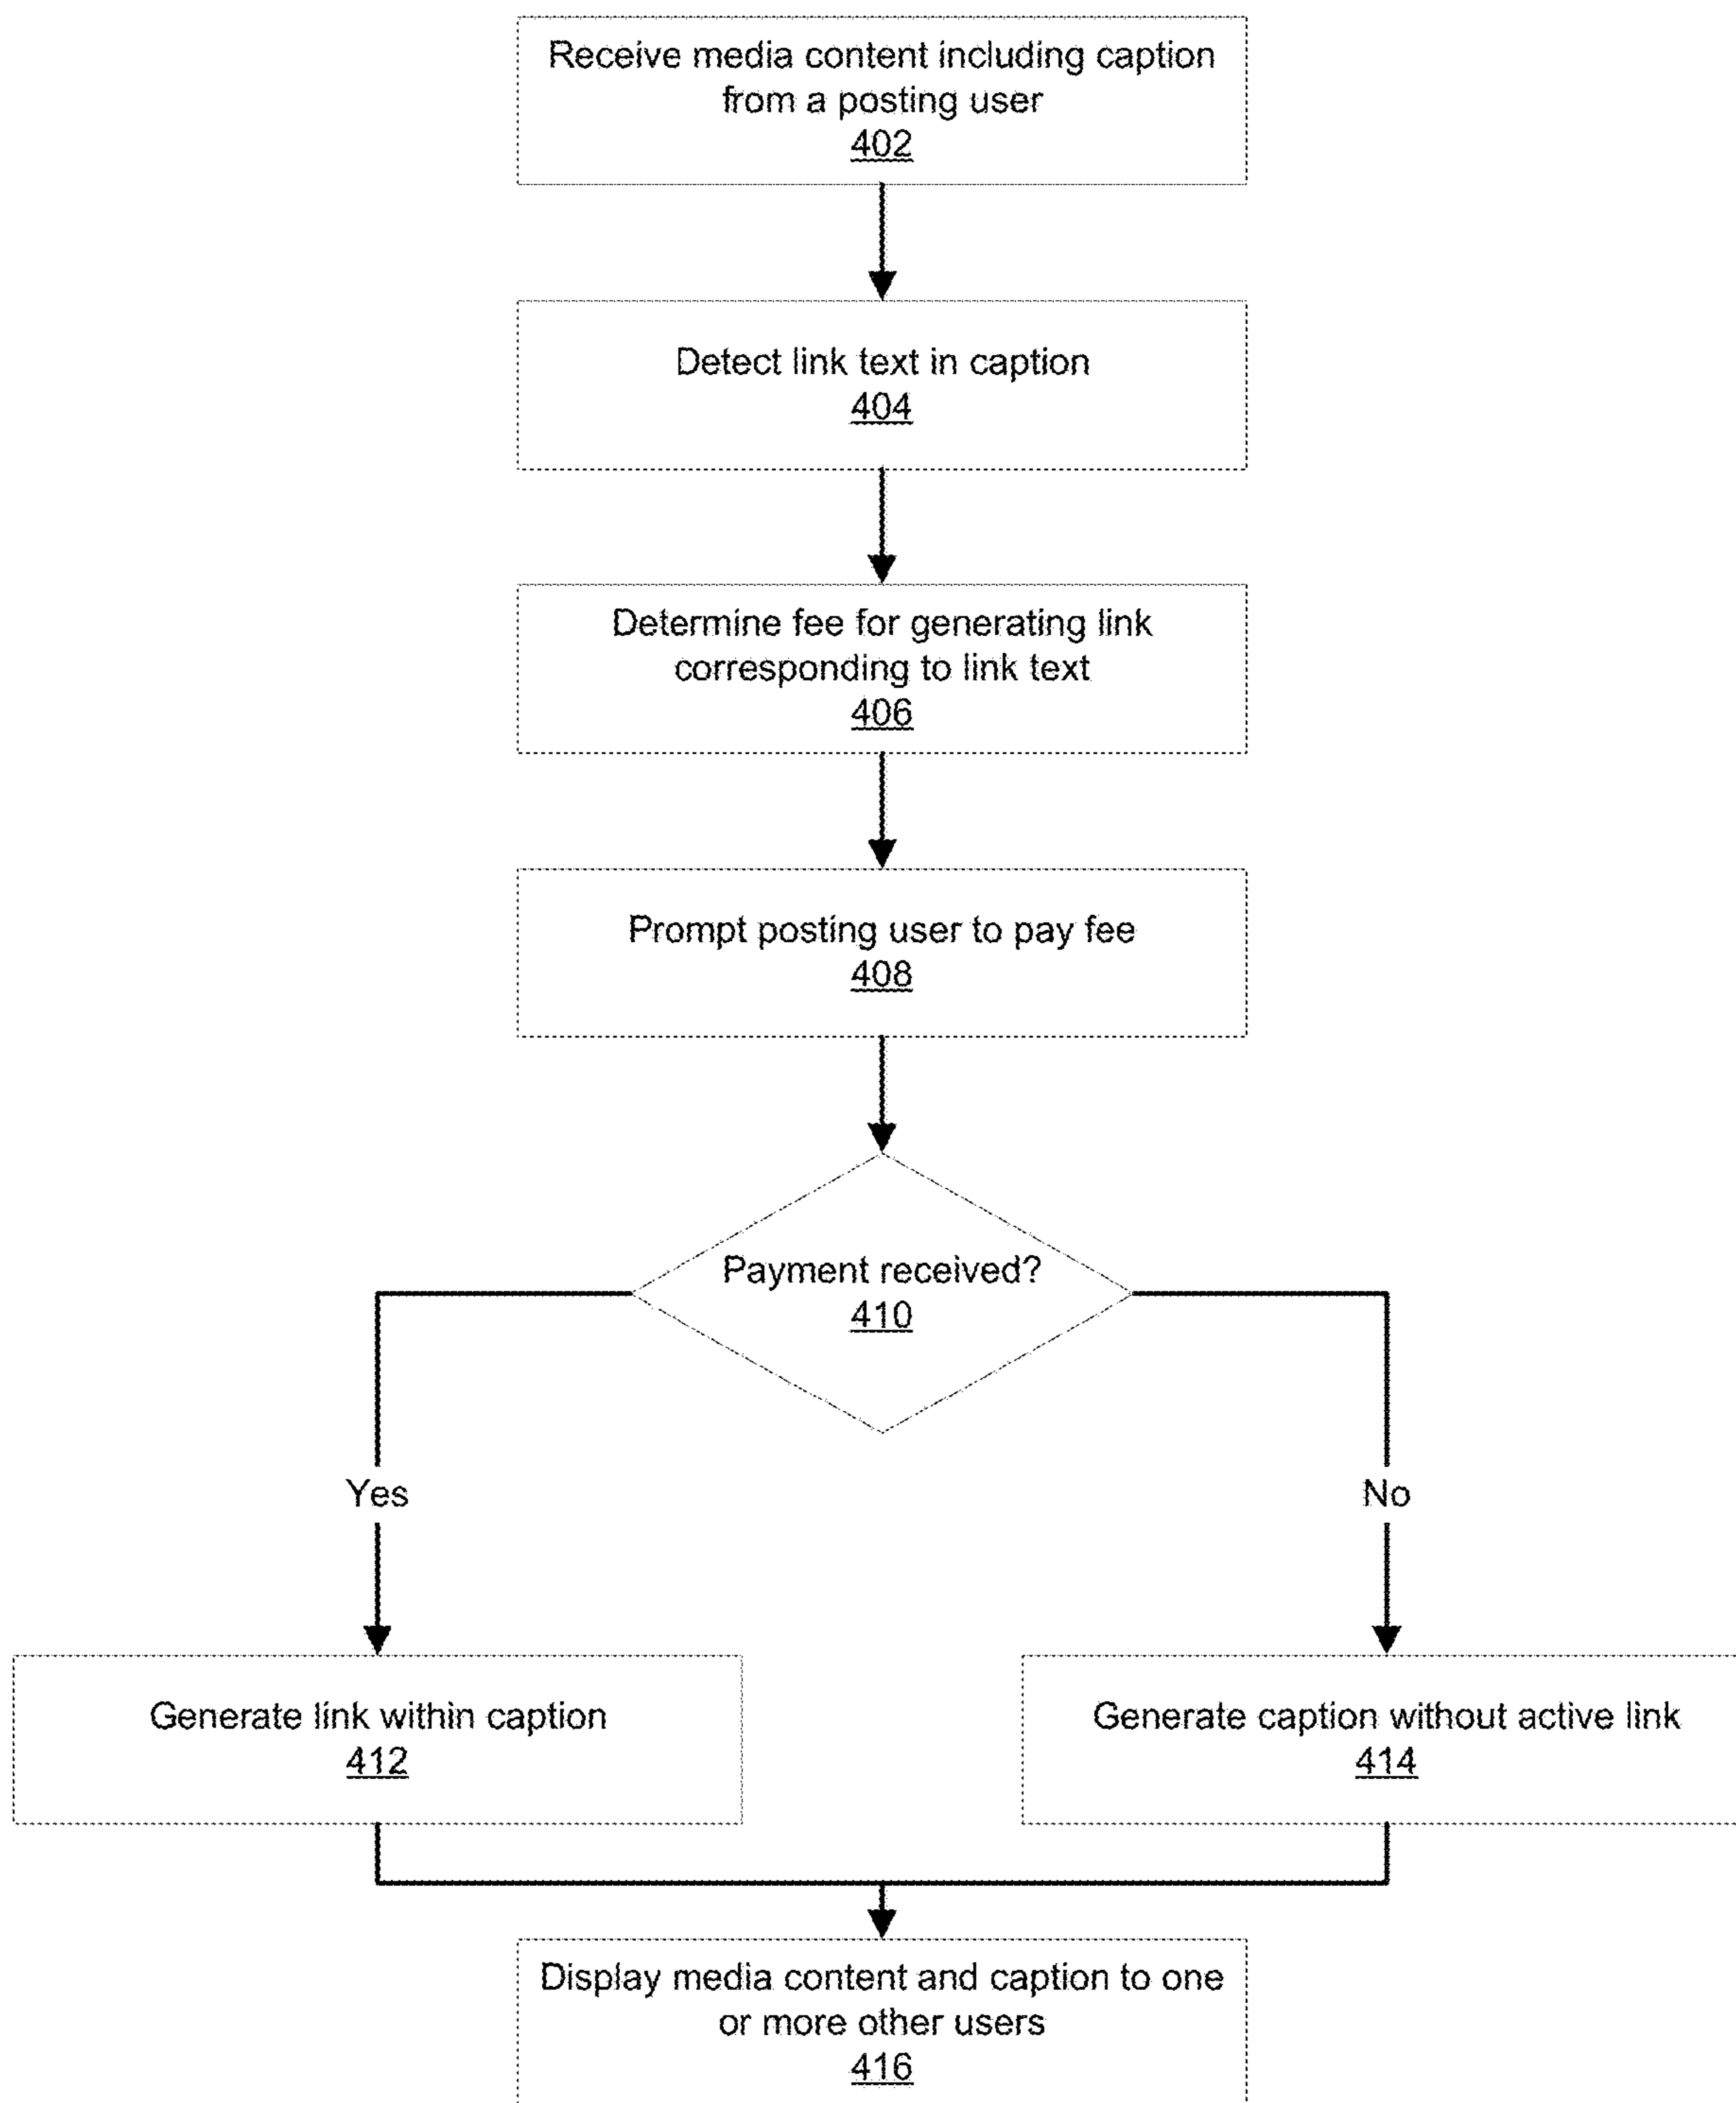 Receive media content including caption
from a posting user
402
Detect link text in caption
404
Determine fee for generating link
corresponding to link text
406
Prompt posting user to pay fee
408
Payment received?
410
Yes
No
Generate link within caption
412
Generate caption without active link
414
Display media content and caption to one
or more other users
416